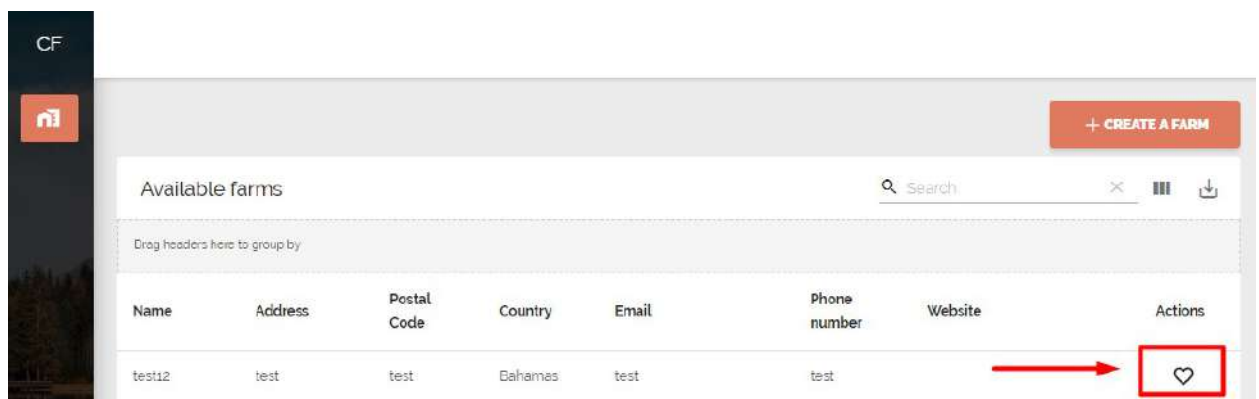 CF
+ CREATE A FARM
Available farms
Search
Drag headers here to group by
Name Address Postal Code Country Email Phone number Website Actions
test12 test test Bahamas test test